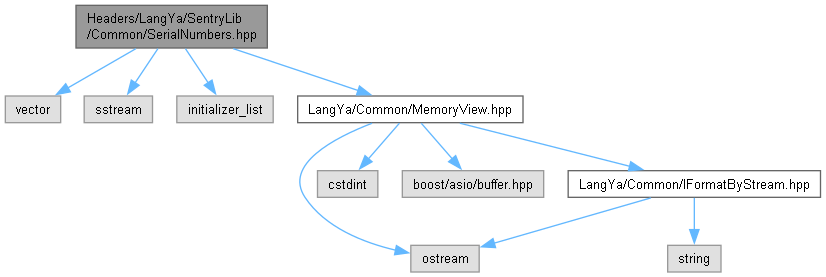 Headers/LangYa/SentryLib
/Common/SerialNumbers.hpp
vector
sstream
initializer_list
LangYa/Common/MemoryView.hpp
cstdint
boost/asio/buffer.hpp
LangYa/Common/IFormatByStream.hpp
ostream
string